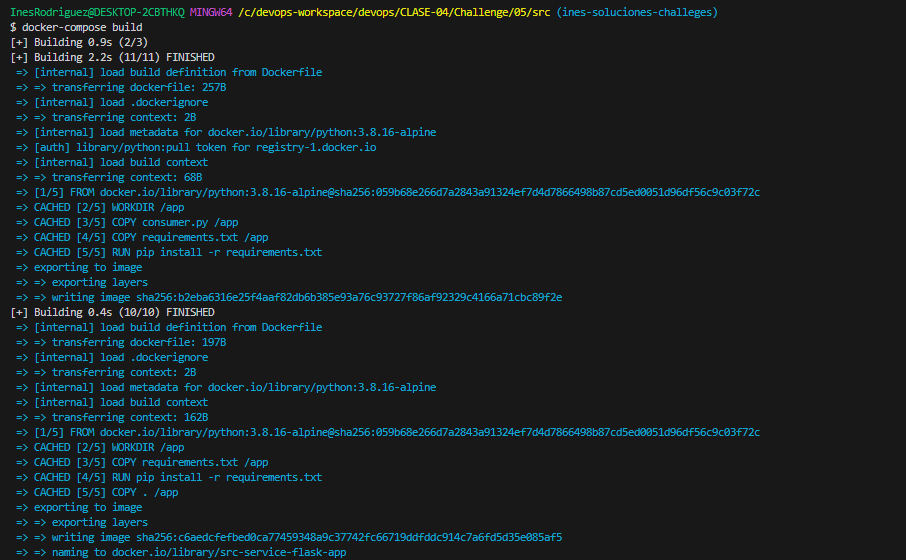 InesRodriguez@DESKTOP-2CBTHKQ MINGW64 /c/devops-workspace/devops/CLASE-04/Challenge/05/src (ines-soluciones-challeges)
$ docker-compose build
[+] Building 0.9s (2/3)
[+] Building 2.2s (11/11) FINISHED
=> [internal] load build definition from Dockerfile
=> => transferring dockerfile: 257B
=> [internal] load .dockerignore
=> => transferring context: 2B
=> [internal] load metadata for docker.io/library/python:3.8.16-alpine
=> [auth] library/python:pull token for registry-1.docker.io
=> [internal] load build context
=> => transferring context: 68B
=> [1/5] FROM docker.io/library/python:3.8.16-alpine@sha256:059b68e266d7a2843a91324ef7d4d7866498b87cd5ed0051d96df56c9c03f72c
=> CACHED [2/5] WORKDIR /app
=> CACHED [3/5] COPY consumer.py /app
=> CACHED [4/5] COPY requirements.txt /app
=> CACHED [5/5] RUN pip install -r requirements.txt
=> exporting to image
=> => exporting layers
=> => writing image sha256:b2eba6316e25f4aaf82db6b385e93a76c93727f86af92329c4166a71cbc89f2e
[+] Building 0.4s (10/10) FINISHED
=> [internal] load build definition from Dockerfile
=> => transferring dockerfile: 197B
=> [internal] load .dockerignore
=> => transferring context: 2B
=> [internal] load metadata for docker.io/library/python:3.8.16-alpine
=> [internal] load build context
=> => transferring context: 162B
=> [1/5] FROM docker.io/library/python:3.8.16-alpine@sha256:059b68e266d7a2843a91324ef7d4d7866498b87cd5ed0051d96df56c9c03f72c
=> CACHED [2/5] WORKDIR /app
=> CACHED [3/5] COPY requirements.txt /app
=> CACHED [4/5] RUN pip install -r requirements.txt
=> CACHED [5/5] COPY . /app
=> exporting to image
=> => exporting layers
=> => writing image sha256:c6aedcfefbed0ca77459348a9c37742fc66719ddfddc914c7a6fd5d35e085af5
=> => naming to docker.io/library/src-service-flask-app